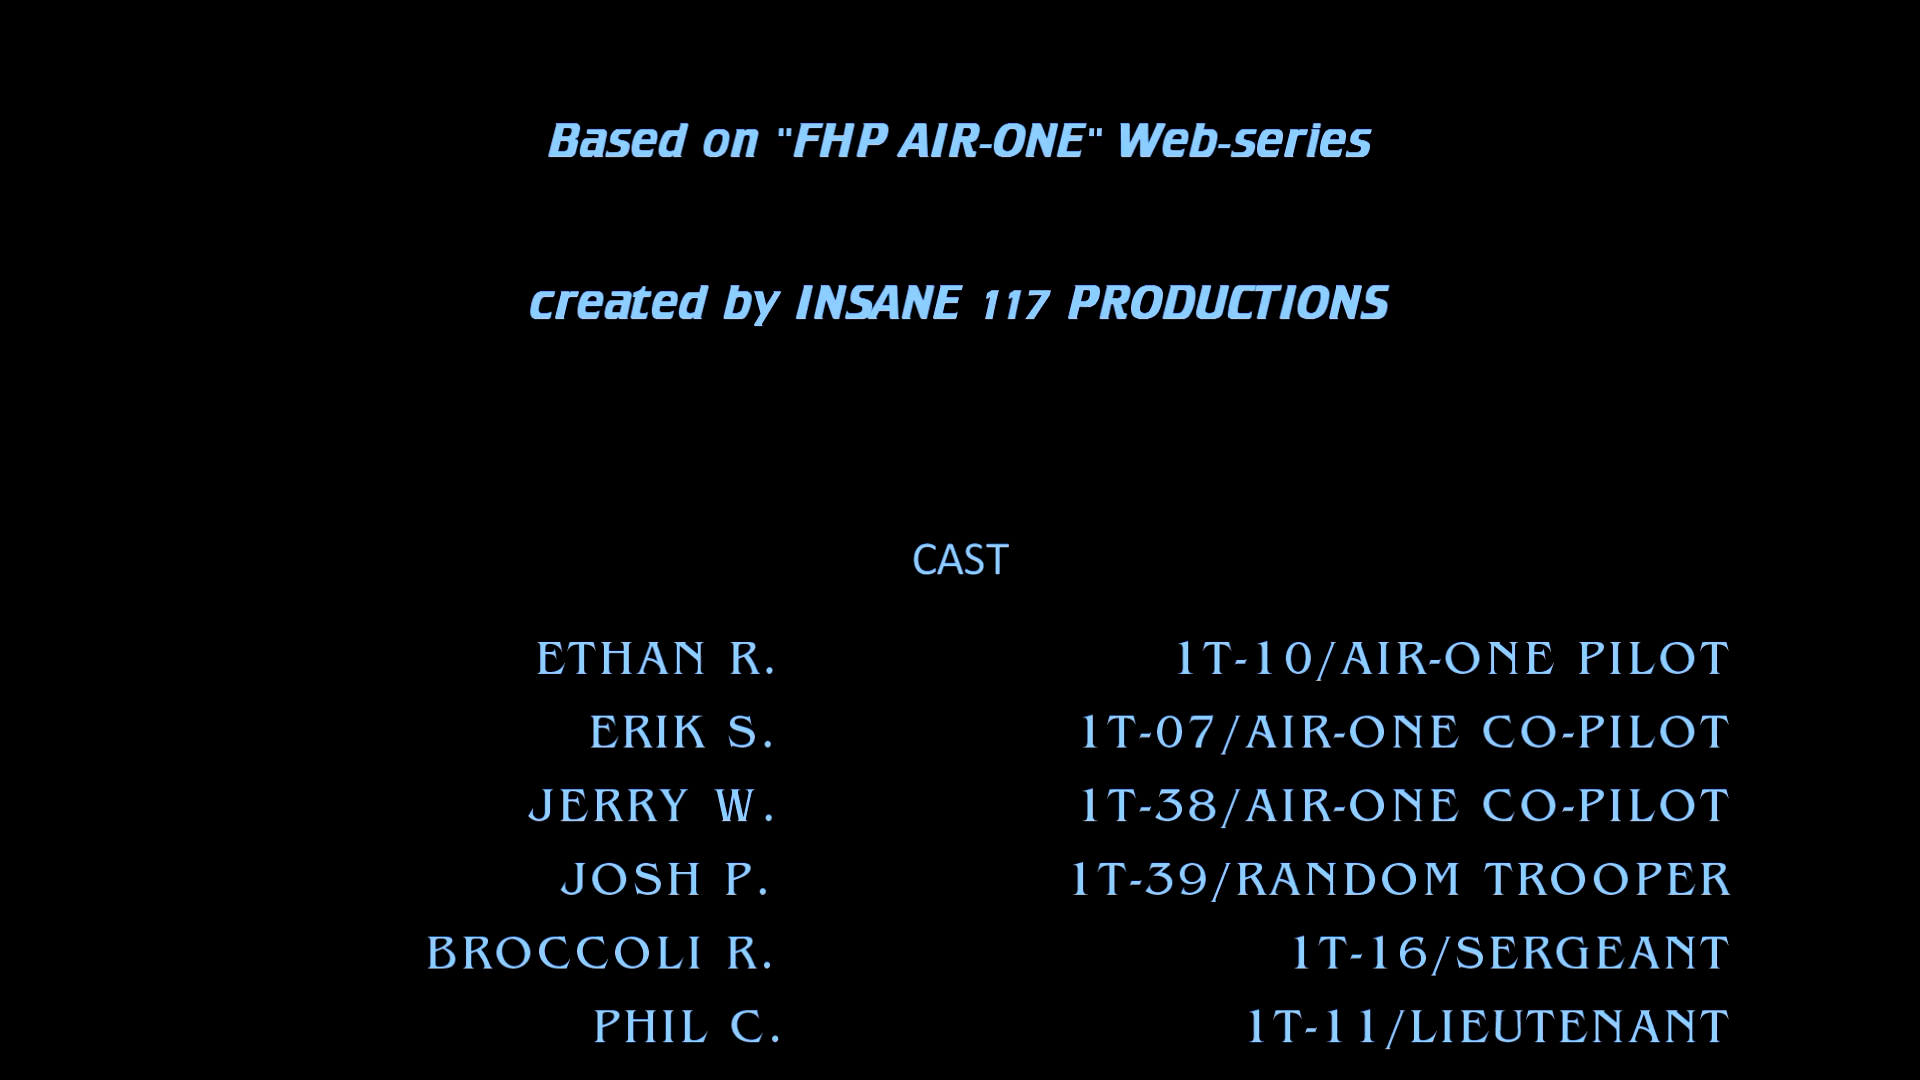 Based on "FHP AIR-ONE" Web-series
created by INSANE 117 PRODUCTIONS
CAST
ETHAN R. 1T-10/AIR-ONE PILOT
ERIK S. 1T-07/AIR-ONE CO-PILOT
JERRY W. 1T-38/AIR-ONE CO-PILOT
JOSH P. 1T-39/RANDOM TROOPER
BROCCOLI R. 1T-16/SERGEANT
PHIL C. 1T-11/LIEUTENANT